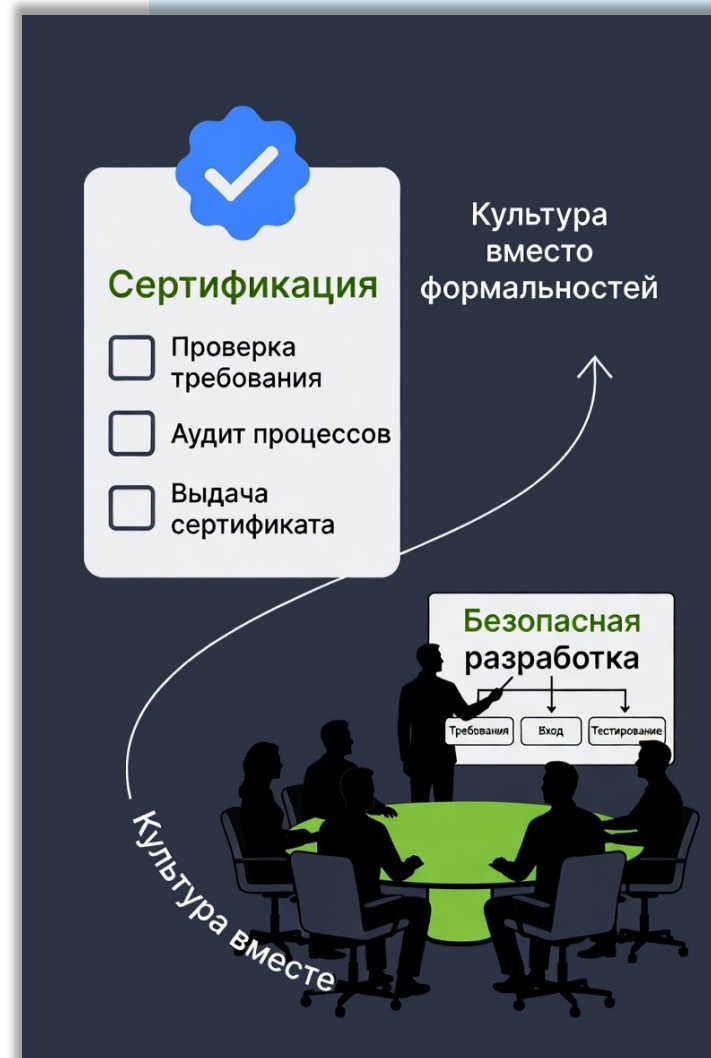 Сертификация
Проверка
требования
Аудит процессов
Выдача
сертификата
Культура
вместо
формальностей
Безопасная
разработка
Требования
Вход
Тестирование
Культура вместе